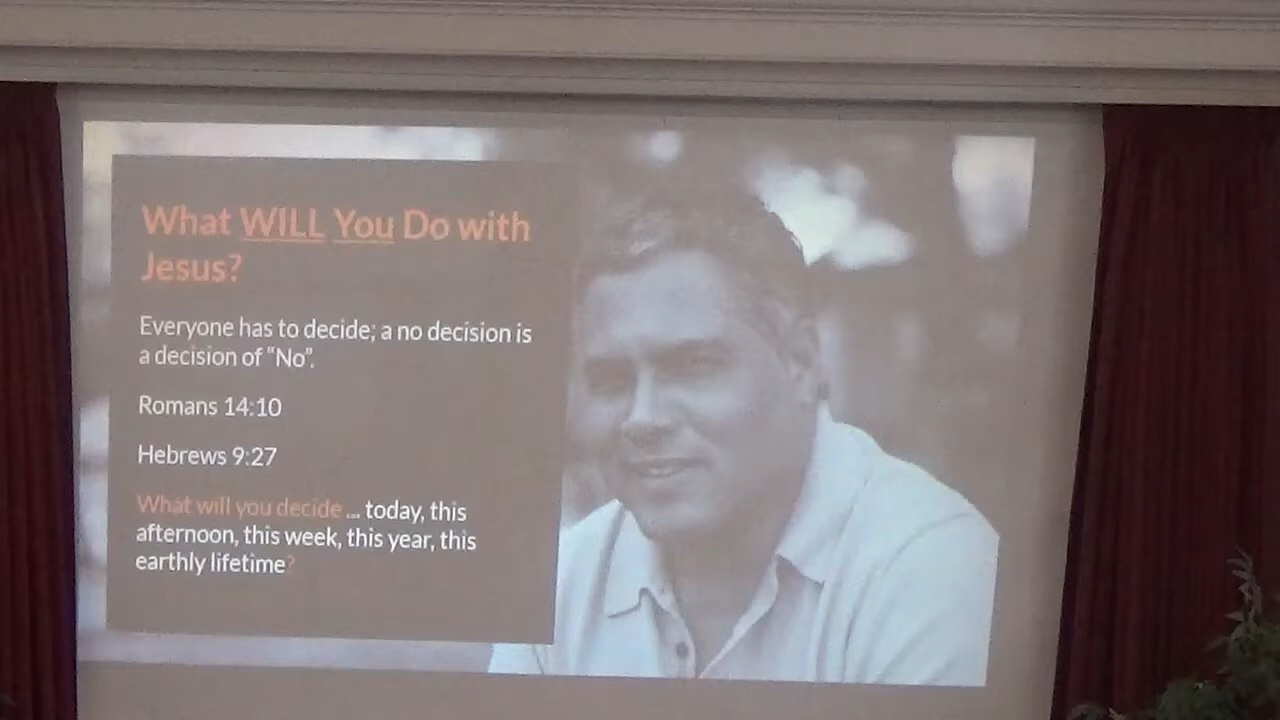 What WILL You Do with
Jesus?
Everyone has to decide; a no decision is
a decision of “No”.
Romans 14:10
Hebrews 9:27
What will you decide ... today, this
afternoon, this week, this year, this
earthly lifetime?